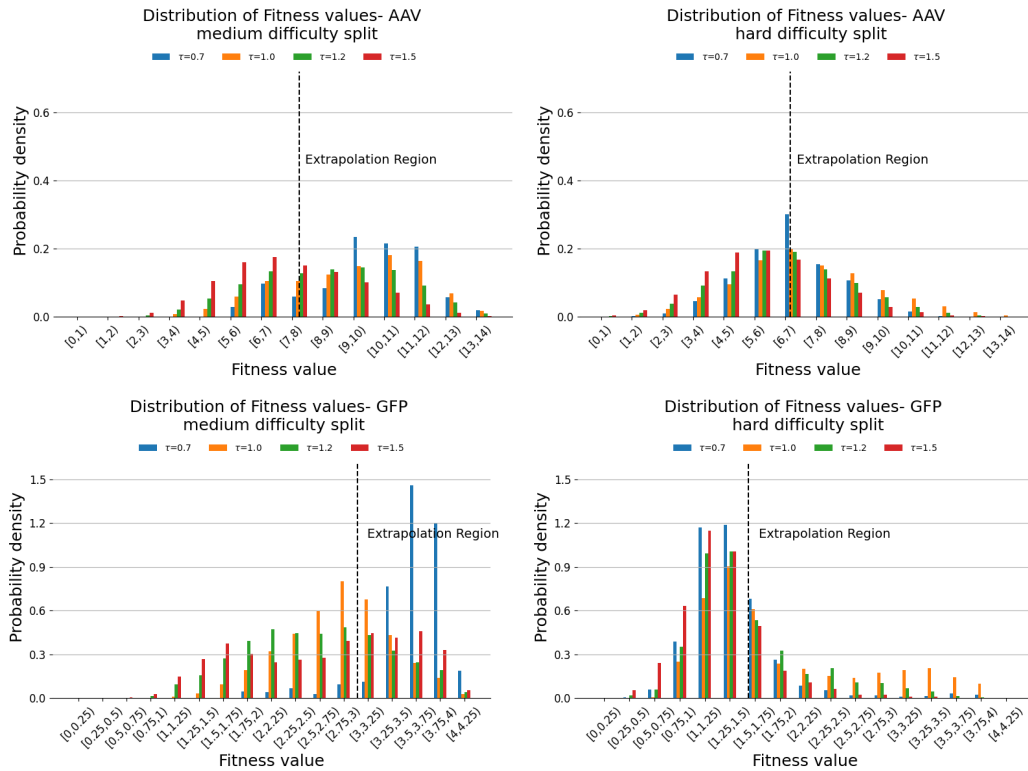 Distribution of Fitness values- AAV
medium difficulty split
τ=0.7 τ=1.0 τ=1.2 τ=1.5
Probability density
0.6
0.4
0.2
0.0
Extrapolation Region
[0,1) [1,2) [2,3) [3,4) [4,5) [5,6) [6,7) [7,8) [8,9) [9,10) [10,11) [11,12) [12,13) [13,14)
Fitness value
Distribution of Fitness values- AAV
hard difficulty split
τ=0.7 τ=1.0 τ=1.2 τ=1.5
Probability density
0.6
0.4
0.2
0.0
Extrapolation Region
[0,1) [1,2) [2,3) [3,4) [4,5) [5,6) [6,7) [7,8) [8,9) [9,10) [10,11) [11,12) [12,13) [13,14)
Fitness value
Distribution of Fitness values- GFP
medium difficulty split
τ=0.7 τ=1.0 τ=1.2 τ=1.5
Probability density
1.5
1.2
0.9
0.6
0.3
0.0
Extrapolation Region
[0,0.25) [0.25,0.5) [0.5,0.75) [0.75,1) [1,1.25) [1.25,1.5) [1.5,1.75) [1.75,2) [2,2.25) [2.25,2.5) [2.5,2.75) [2.75,3) [3,3.25) [3.25,3.5) [3.5,3.75) [3.75,4) [4,4.25)
Fitness value
Distribution of Fitness values- GFP
hard difficulty split
τ=0.7 τ=1.0 τ=1.2 τ=1.5
Probability density
1.5
1.2
0.9
0.6
0.3
0.0
Extrapolation Region
[0,0.25) [0.25,0.5) [0.5,0.75) [0.75,1) [1,1.25) [1.25,1.5) [1.5,1.75) [1.75,2) [2,2.25) [2.25,2.5) [2.5,2.75) [2.75,3) [3,3.25) [3.25,3.5) [3.5,3.75) [3.75,4) [4,4.25)
Fitness value